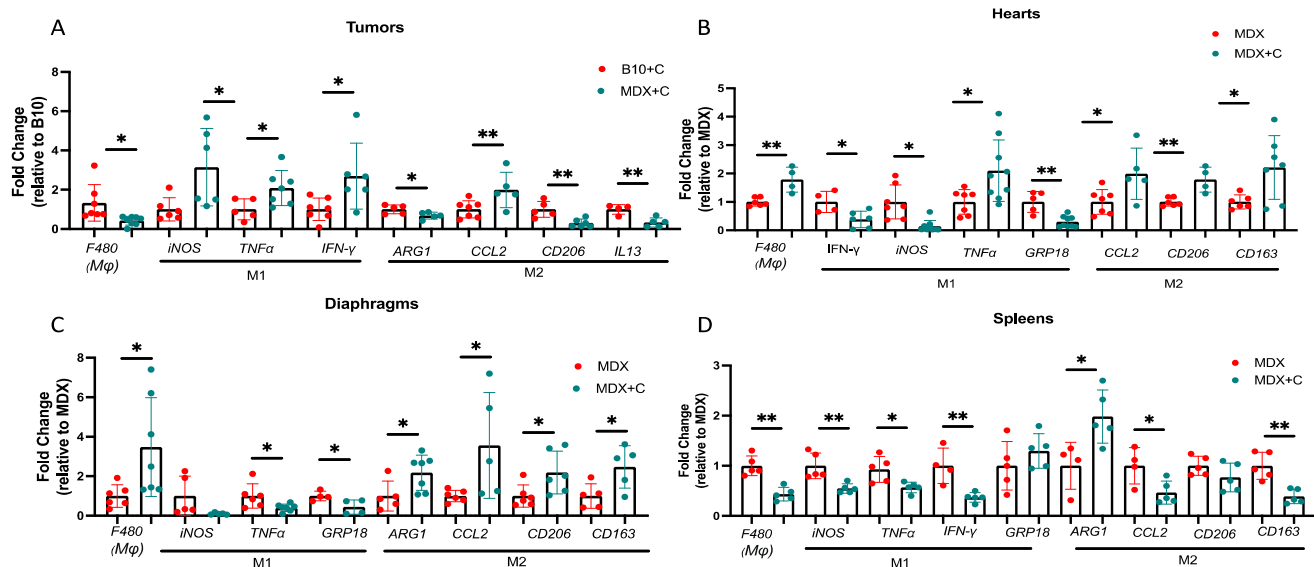 A
Tumors
B10+C
MDX+C
Fold Change
(relative to B10)
8
6
4
2
0
* * * * * ** ** **
F480 iNOS TNFα IFN-γ ARG1 CCL2 CD206 IL13
(Mφ)
M1 M2
B
Hearts
MDX
MDX+C
Fold Change
(relative to MDX)
5
4
3
2
1
0
** * * * ** * ** *
F480 IFN-γ iNOS TNFα GRP18 CCL2 CD206 CD163
(Mφ)
M1 M2
C
Diaphragms
MDX
MDX+C
Fold Change
(relative to MDX)
8
6
4
2
0
* * * * * * *
F480 iNOS TNFα GRP18 ARG1 CCL2 CD206 CD163
(Mφ)
M1 M2
D
Spleens
MDX
MDX+C
Fold Change
(relative to MDX)
3
2
1
0
** ** * ** * * **
F480 iNOS TNFα IFN-γ GRP18 ARG1 CCL2 CD206 CD163
(Mφ)
M1 M2